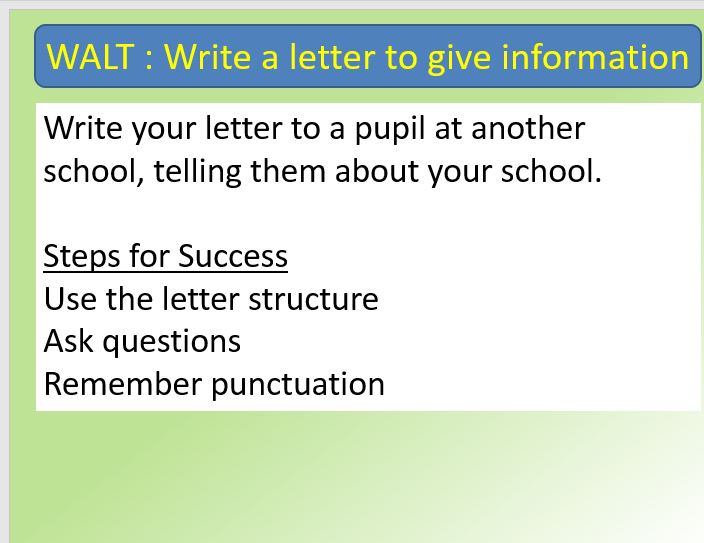 WALT : Write a letter to give information
Write your letter to a pupil at another
school, telling them about your school.
Steps for Success
Use the letter structure
Ask questions
Remember punctuation